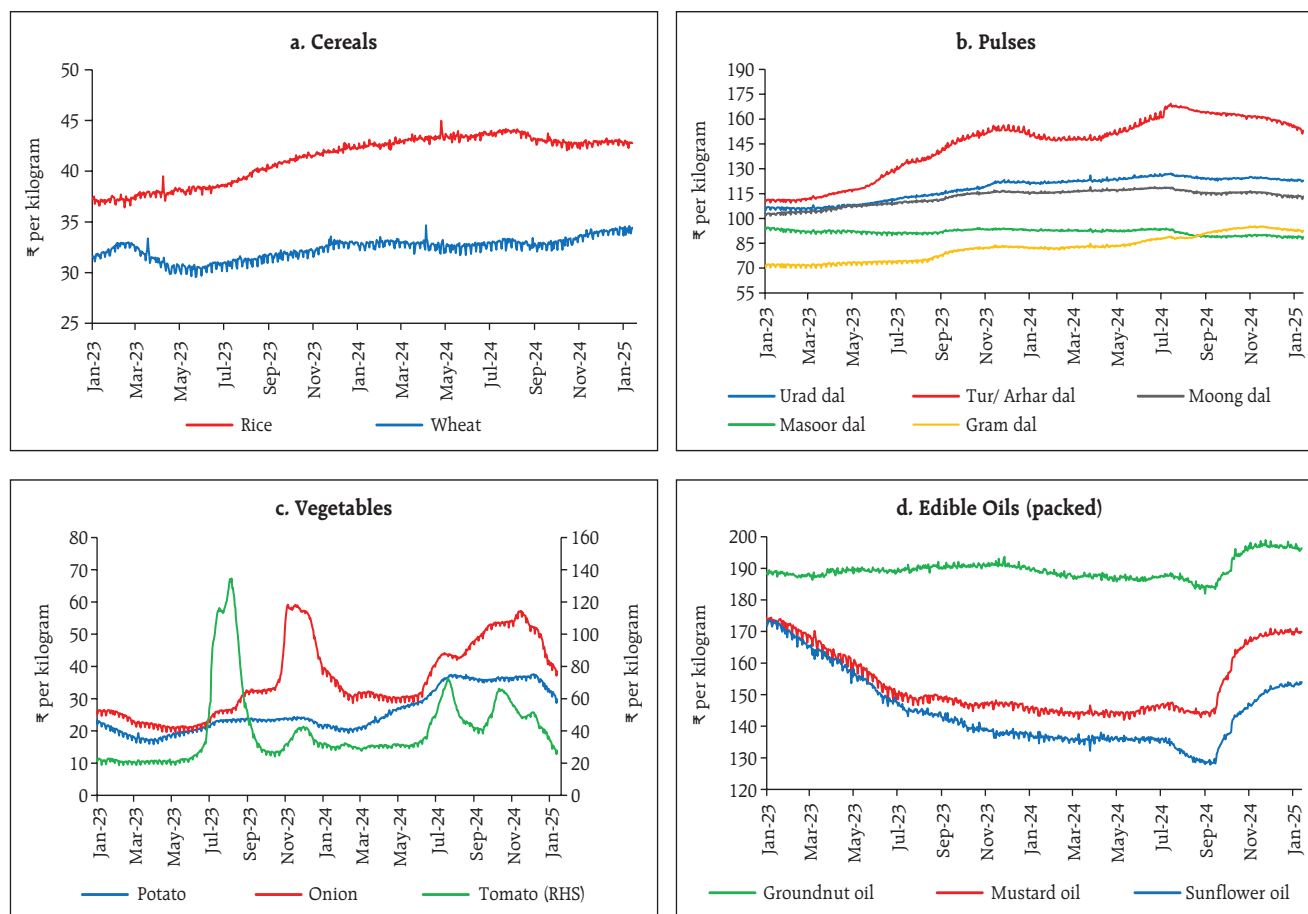 a. Cereals
₹ per kilogram
50
45
40
35
30
25
Jan-23
Mar-23
May-23
Jul-23
Sep-23
Nov-23
Jan-24
Mar-24
May-24
Jul-24
Sep-24
Nov-24
Jan-25
Rice
Wheat
b. Pulses
₹ per kilogram
190
175
160
145
130
115
100
85
70
55
Jan-23
Mar-23
May-23
Jul-23
Sep-23
Nov-23
Jan-24
Mar-24
May-24
Jul-24
Sep-24
Nov-24
Jan-25
Urad dal
Tur/ Arhar dal
Moong dal
Masoor dal
Gram dal
c. Vegetables
₹ per kilogram
80
70
60
50
40
30
20
10
0
160
140
120
100
80
60
40
20
0
₹ per kilogram
Jan-23
Mar-23
May-23
Jul-23
Sep-23
Nov-23
Jan-24
Mar-24
May-24
Jul-24
Sep-24
Nov-24
Jan-25
Potato
Onion
Tomato (RHS)
d. Edible Oils (packed)
₹ per kilogram
200
190
180
170
160
150
140
130
120
Jan-23
Mar-23
May-23
Jul-23
Sep-23
Nov-23
Jan-24
Mar-24
May-24
Jul-24
Sep-24
Nov-24
Jan-25
Groundnut oil
Mustard oil
Sunflower oil